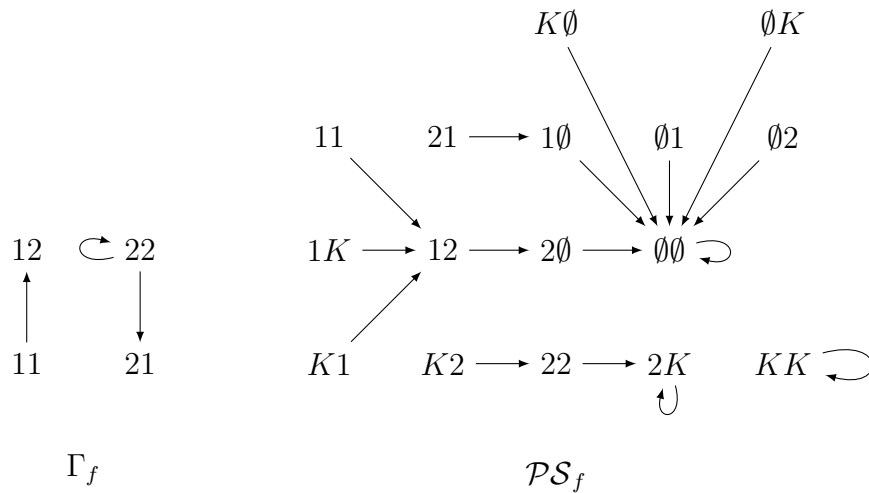 K∅ ∅K
11 21 1∅ ∅1 ∅2
12 22 1K 12 2∅ ∅∅
11 21 K1 K2 22 2K KK
Γ_f 𝒫𝒮_f